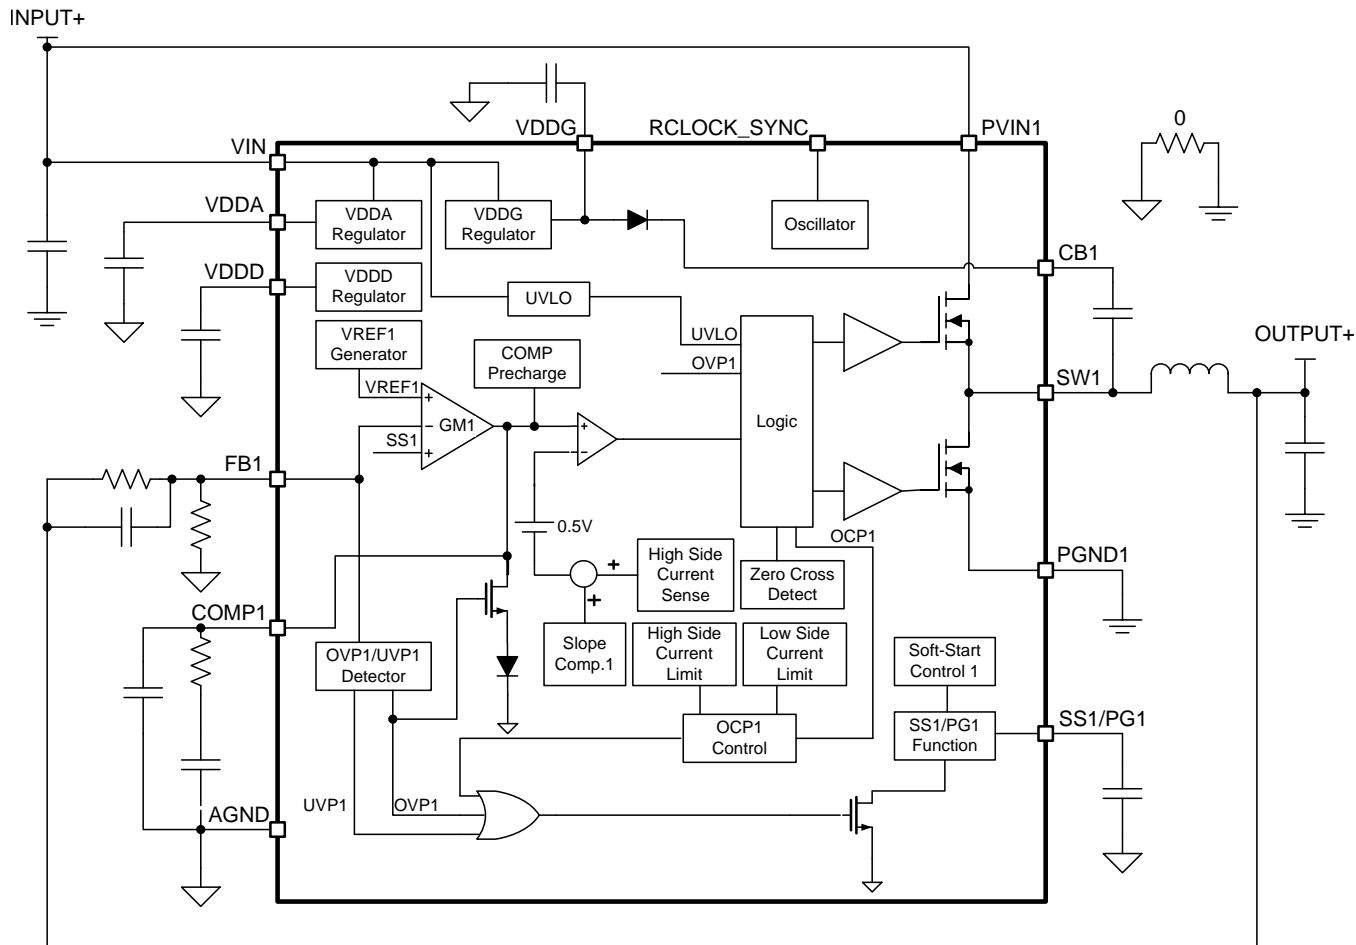 INPUT+
0
VDDG
RCLOCK_SYNC
PVIN1
VIN
VDDA
VDDA
Regulator
VDDG
Regulator
Oscillator
CB1
VDDD
VDDD
Regulator
UVLO
VREF1
Generator
COMP
Precharge
UVLO
OVP1
OUTPUT+
VREF1
SW1
+
−
GM1
SS1
+
+
−
Logic
FB1
0.5V
OCP1
High Side
Current
Sense
+
+
Zero Cross
Detect
PGND1
COMP1
OVP1/UVP1
Detector
Slope
Comp.1
High Side
Current
Limit
Low Side
Current
Limit
Soft-Start
Control 1
OCP1
Control
SS1/PG1
Function
SS1/PG1
UVP1
OVP1
AGND